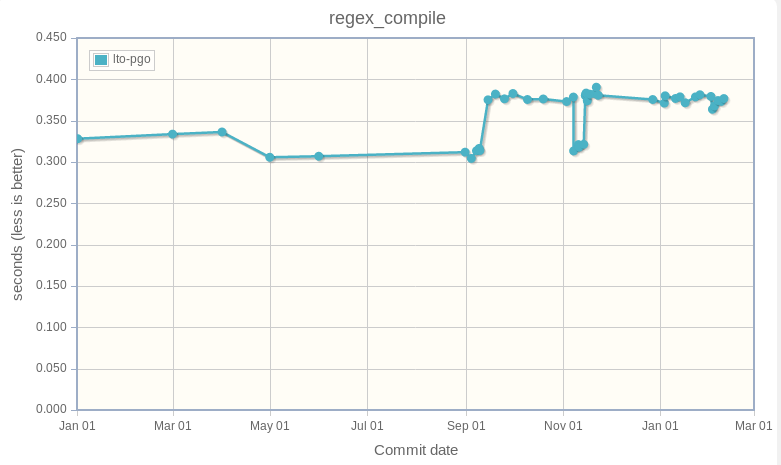 regex_compile
lto-pgo
seconds (less is better)
0.450
0.400
0.350
0.300
0.250
0.200
0.150
0.100
0.050
0.000
Jan 01 Mar 01 May 01 Jul 01 Sep 01 Nov 01 Jan 01 Mar 01
Commit date